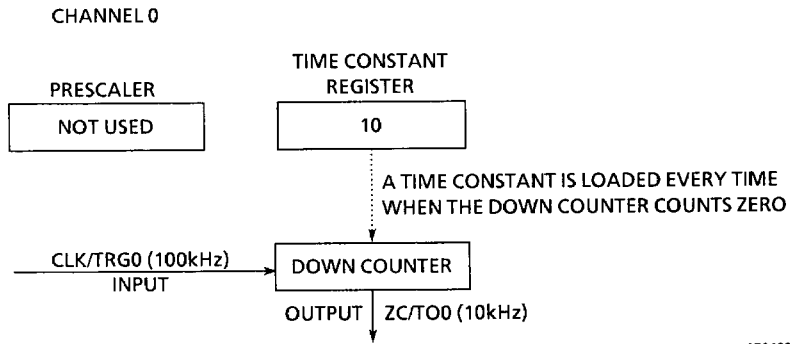 CHANNEL 0
TIME CONSTANT
REGISTER
PRESCALER
NOT USED
10
A TIME CONSTANT IS LOADED EVERY TIME
WHEN THE DOWN COUNTER COUNTS ZERO
CLK/TRG0 (100kHz)
INPUT
DOWN COUNTER
OUTPUT ZC/TO0 (10kHz)